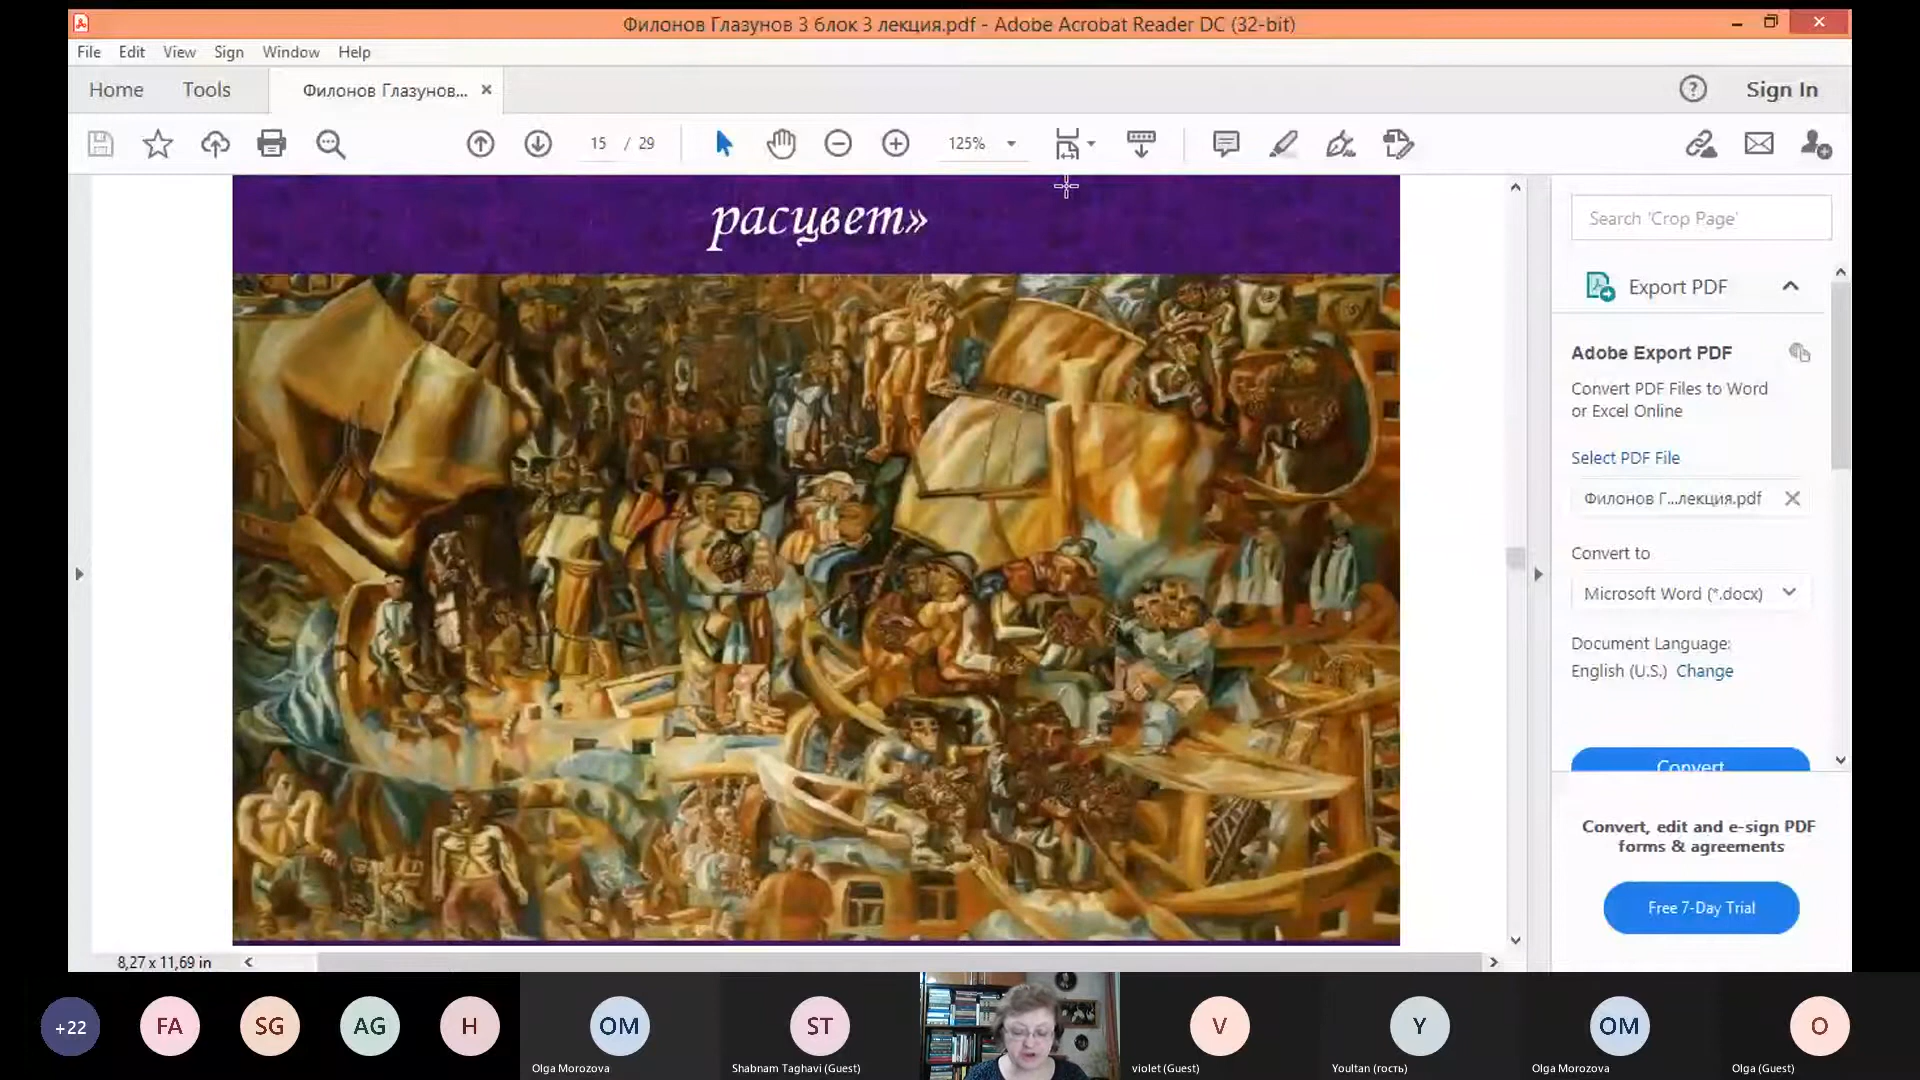 Филонов Глазунов 3 блок 3 лекция.pdf - Adobe Acrobat Reader DC (32-bit)
File Edit View Sign Window Help
Home Tools Филонов Глазунов... Sign In
15 / 29 125%
расцвет»
Search 'Crop Page'
Export PDF
Adobe Export PDF
Convert PDF Files to Word
or Excel Online
Select PDF File
Филонов Г...лекция.pdf
Convert to
Microsoft Word (*.docx)
Document Language:
English (U.S.) Change
Convert
Convert, edit and e-sign PDF
forms & agreements
Free 7-Day Trial
8,27 x 11,69 in
+22 FA SG AG H OM ST V Y OM O
Olga Morozova Shabnam Taghavi (Guest) violet (Guest) Youltan (гость) Olga Morozova Olga (Guest)